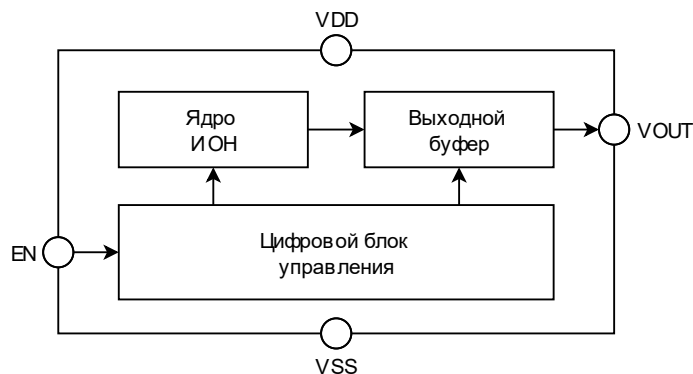 VDD
Ядро
ИОН
Выходной
буфер
VOUT
EN
Цифровой блок
управления
VSS